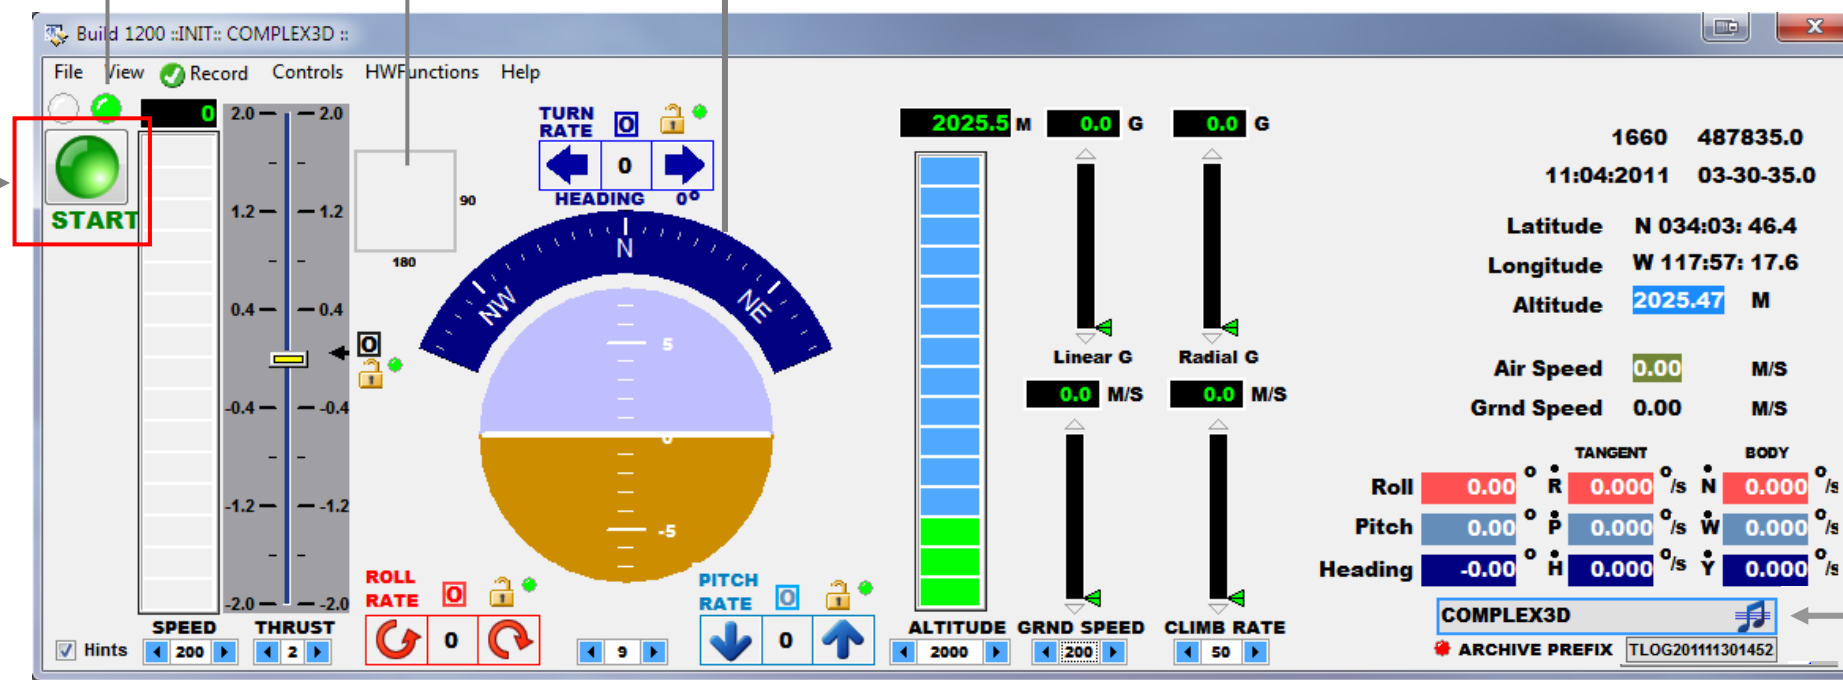 Build 1200 ::INIT:: COMPLEX3D ::
File View Record Controls HWFunctions Help
0
2.0 2.0
1.2 1.2
0.4 0.4
-0.4 -0.4
-1.2 -1.2
-2.0 -2.0
START
90
180
O
TURN RATE O
0
HEADING 0°
NW N NE
5
0
-5
2025.5 M 0.0 G 0.0 G
Linear G Radial G
0.0 M/S 0.0 M/S
1660 487835.0
11:04:2011 03-30-35.0
Latitude N 034:03: 46.4
Longitude W 117:57: 17.6
Altitude 2025.47 M
Air Speed 0.00 M/S
Grnd Speed 0.00 M/S
TANGENT BODY
Roll 0.00 ° R 0.000 °/s N 0.000 °/s
Pitch 0.00 ° P 0.000 °/s W 0.000 °/s
Heading -0.00 ° H 0.000 °/s Y 0.000 °/s
ROLL RATE O
0
PITCH RATE O
0
COMPLEX3D
ARCHIVE PREFIX TLOG201111301452
SPEED THRUST ALTITUDE GRND SPEED CLIMB RATE
Hints 200 2 9 2000 200 50